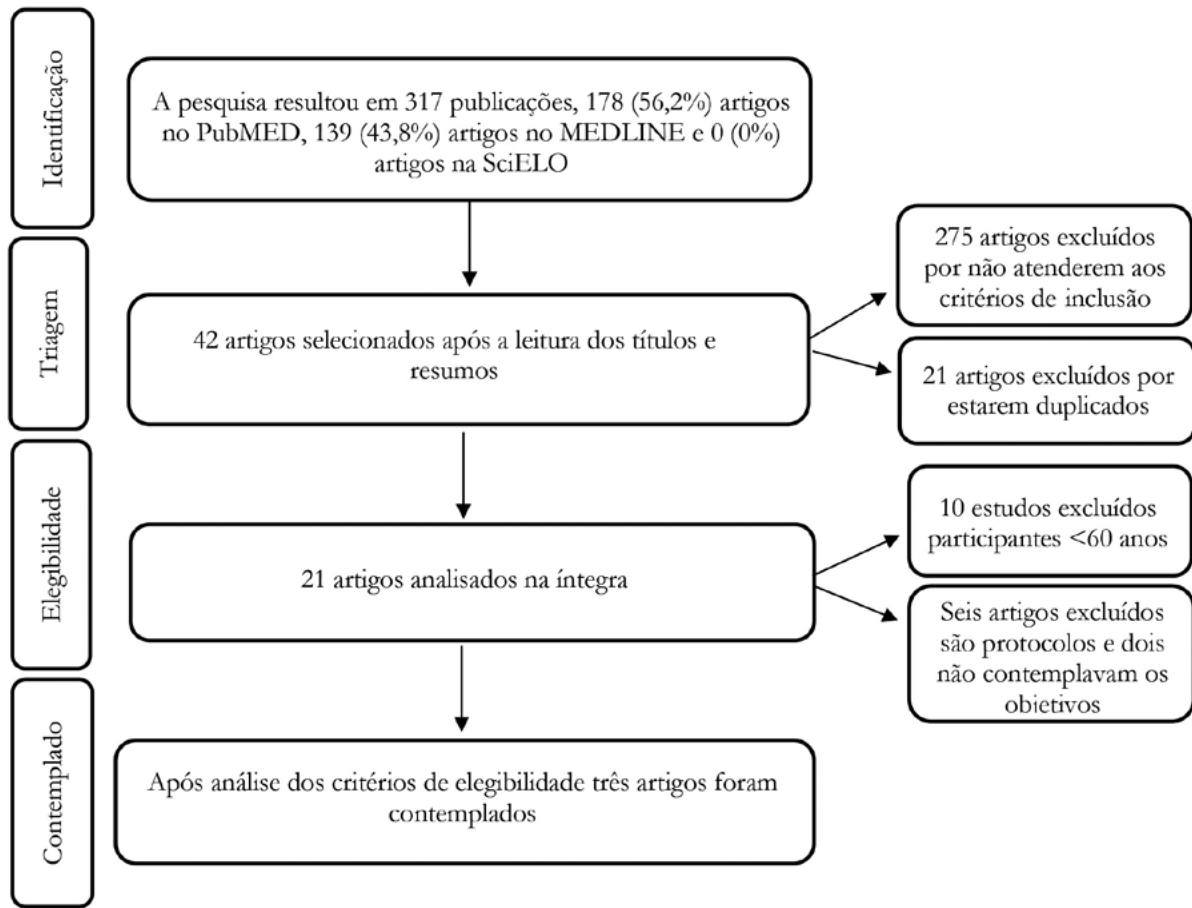 Identificação
A pesquisa resultou em 317 publicações, 178 (56,2%) artigos
no PubMED, 139 (43,8%) artigos no MEDLINE e 0 (0%)
artigos na SciELO
Triagem
42 artigos selecionados após a leitura dos títulos e
resumos
275 artigos excluídos
por não atenderem aos
critérios de inclusão
21 artigos excluídos por
estarem duplicados
Elegibilidade
21 artigos analisados na íntegra
10 estudos excluídos
participantes <60 anos
Seis artigos excluídos
são protocolos e dois
não contemplavam os
objetivos
Contemplado
Após análise dos critérios de elegibilidade três artigos foram
contemplados